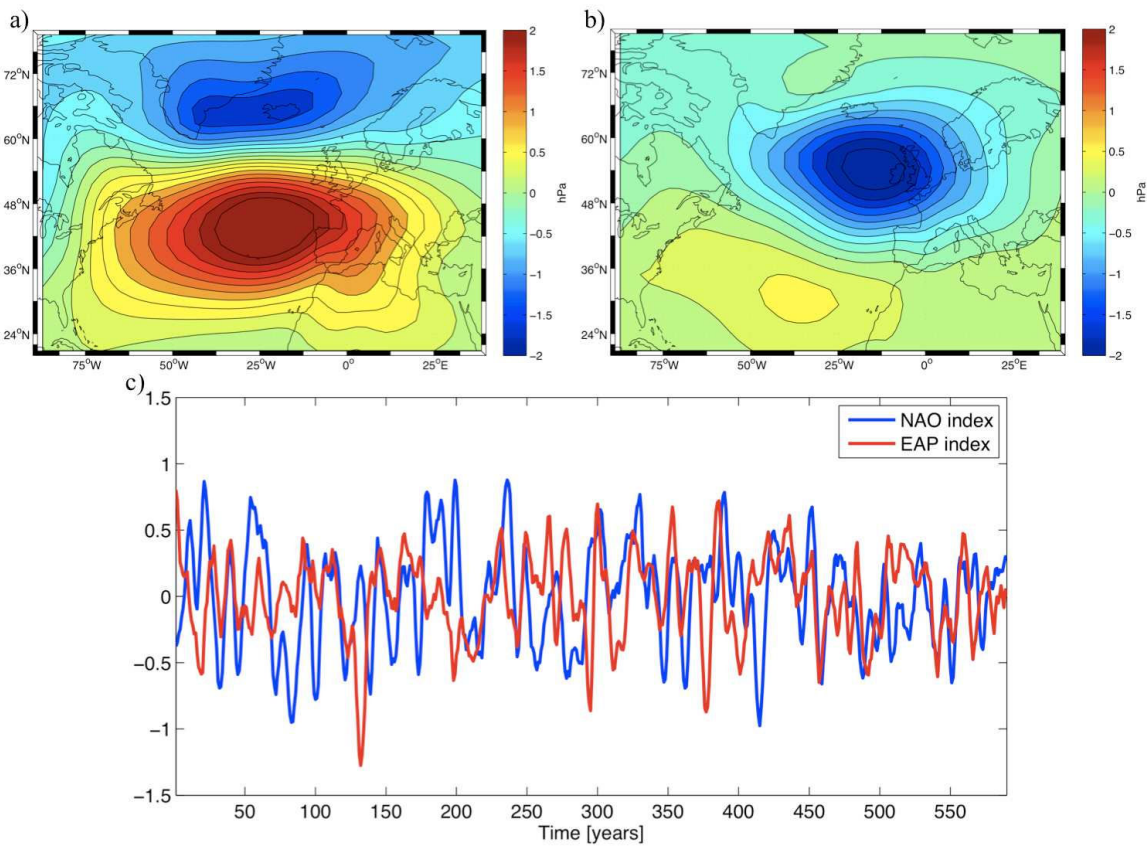 a)
72°N
60°N
48°N
36°N
24°N
75°W
50°W
25°W
0°
25°E
2
1.5
1
0.5
0
−0.5
−1
−1.5
−2
hPa
b)
72°N
60°N
48°N
36°N
24°N
75°W
50°W
25°W
0°
25°E
2
1.5
1
0.5
0
−0.5
−1
−1.5
−2
hPa
c)
1.5
1
0.5
0
−0.5
−1
−1.5
NAO index
EAP index
50 100 150 200 250 300 350 400 450 500 550
Time [years]